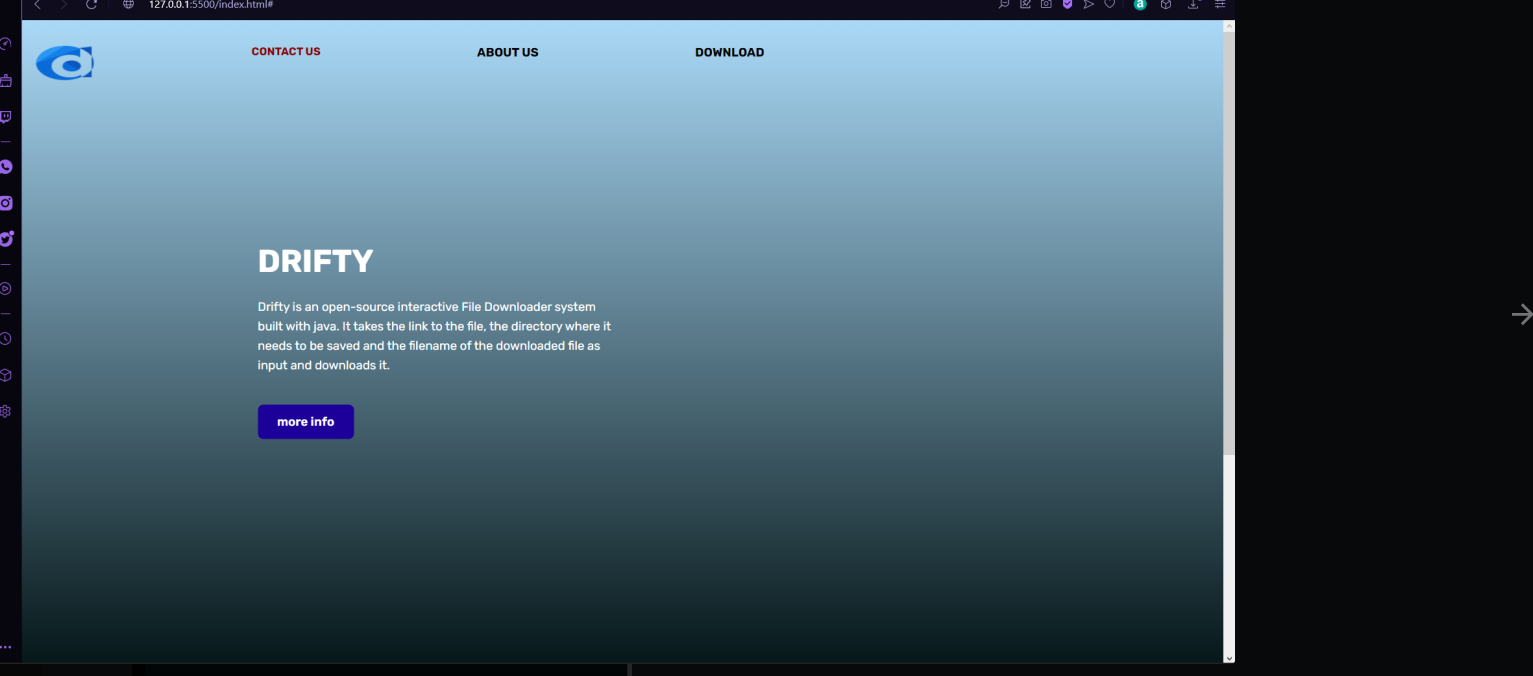 127.0.0.1:5500/index.html#
CONTACT US
ABOUT US
DOWNLOAD
DRIFTY
Drifty is an open-source interactive File Downloader system
built with java. It takes the link to the file, the directory where it
needs to be saved and the filename of the downloaded file as
input and downloads it.
more info